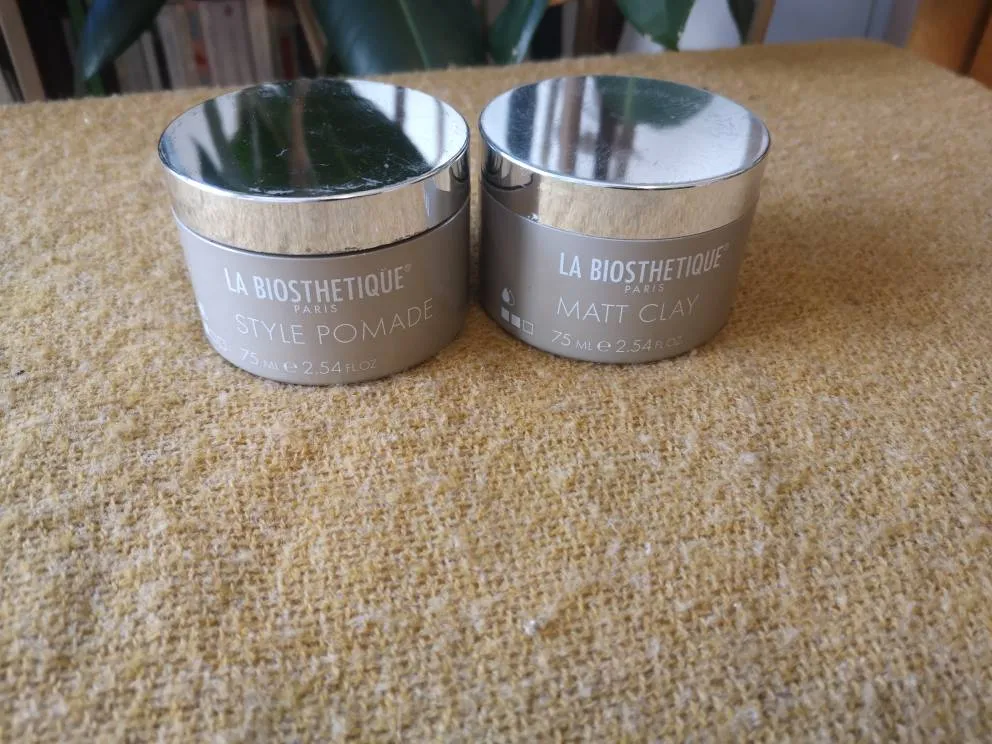 LA BIOSTHETIQUE®
PARIS
STYLE POMADE
75 ML ℮ 2.54 FL.OZ
LA BIOSTHETIQUE®
PARIS
MATT CLAY
75 ML ℮ 2.54 FL.OZ